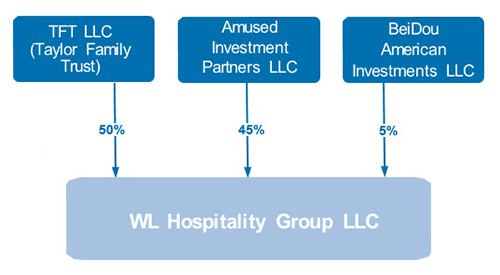 TFT LLC
(Taylor Family
Trust)
Amused
Investment
Partners LLC
BeiDou
American
Investments LLC
50%
45%
5%
WL Hospitality Group LLC